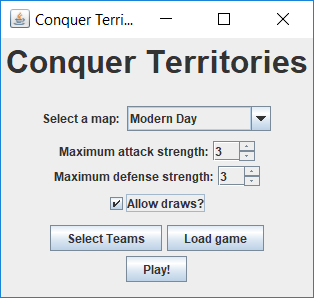 Conquer Terri...
Conquer Territories
Select a map: Modern Day
Maximum attack strength: 3
Maximum defense strength: 3
Allow draws?
Select Teams Load game
Play!